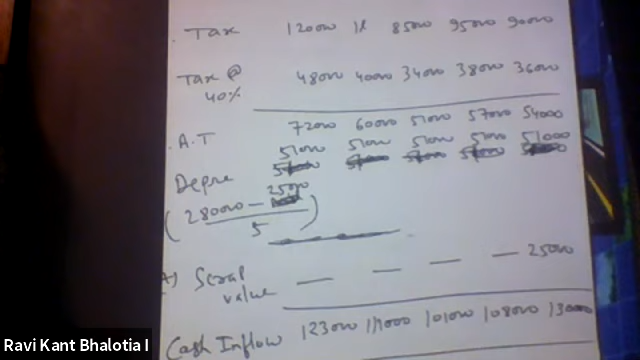 . Tax 120000 1l 85000 95000 90000
Tax @ 40% 48000 40000 34000 38000 36000
. A.T 72000 60000 51000 57000 54000
51000 51000 51000 51000 51000
Depre
(280000 - 25000 / 5)
A) Scrap value — — — — 25000
Cash Inflow 123000 111000 101000 108000 130000
Ravi Kant Bhalotia I